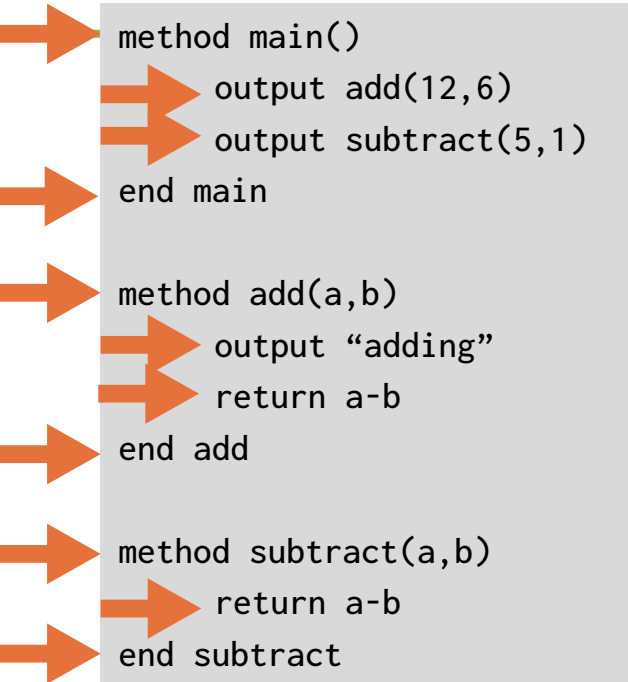 method main()
output add(12,6)
output subtract(5,1)
end main
method add(a,b)
output “adding”
return a-b
end add
method subtract(a,b)
return a-b
end subtract